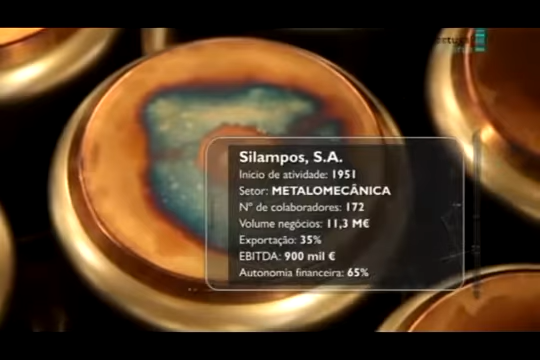 Silampos, S.A.
Início de atividade: 1951
Setor: METALOMECÂNICA
Nº de colaboradores: 172
Volume negócios: 11,3 M€
Exportação: 35%
EBITDA: 900 mil €
Autonomia financeira: 65%